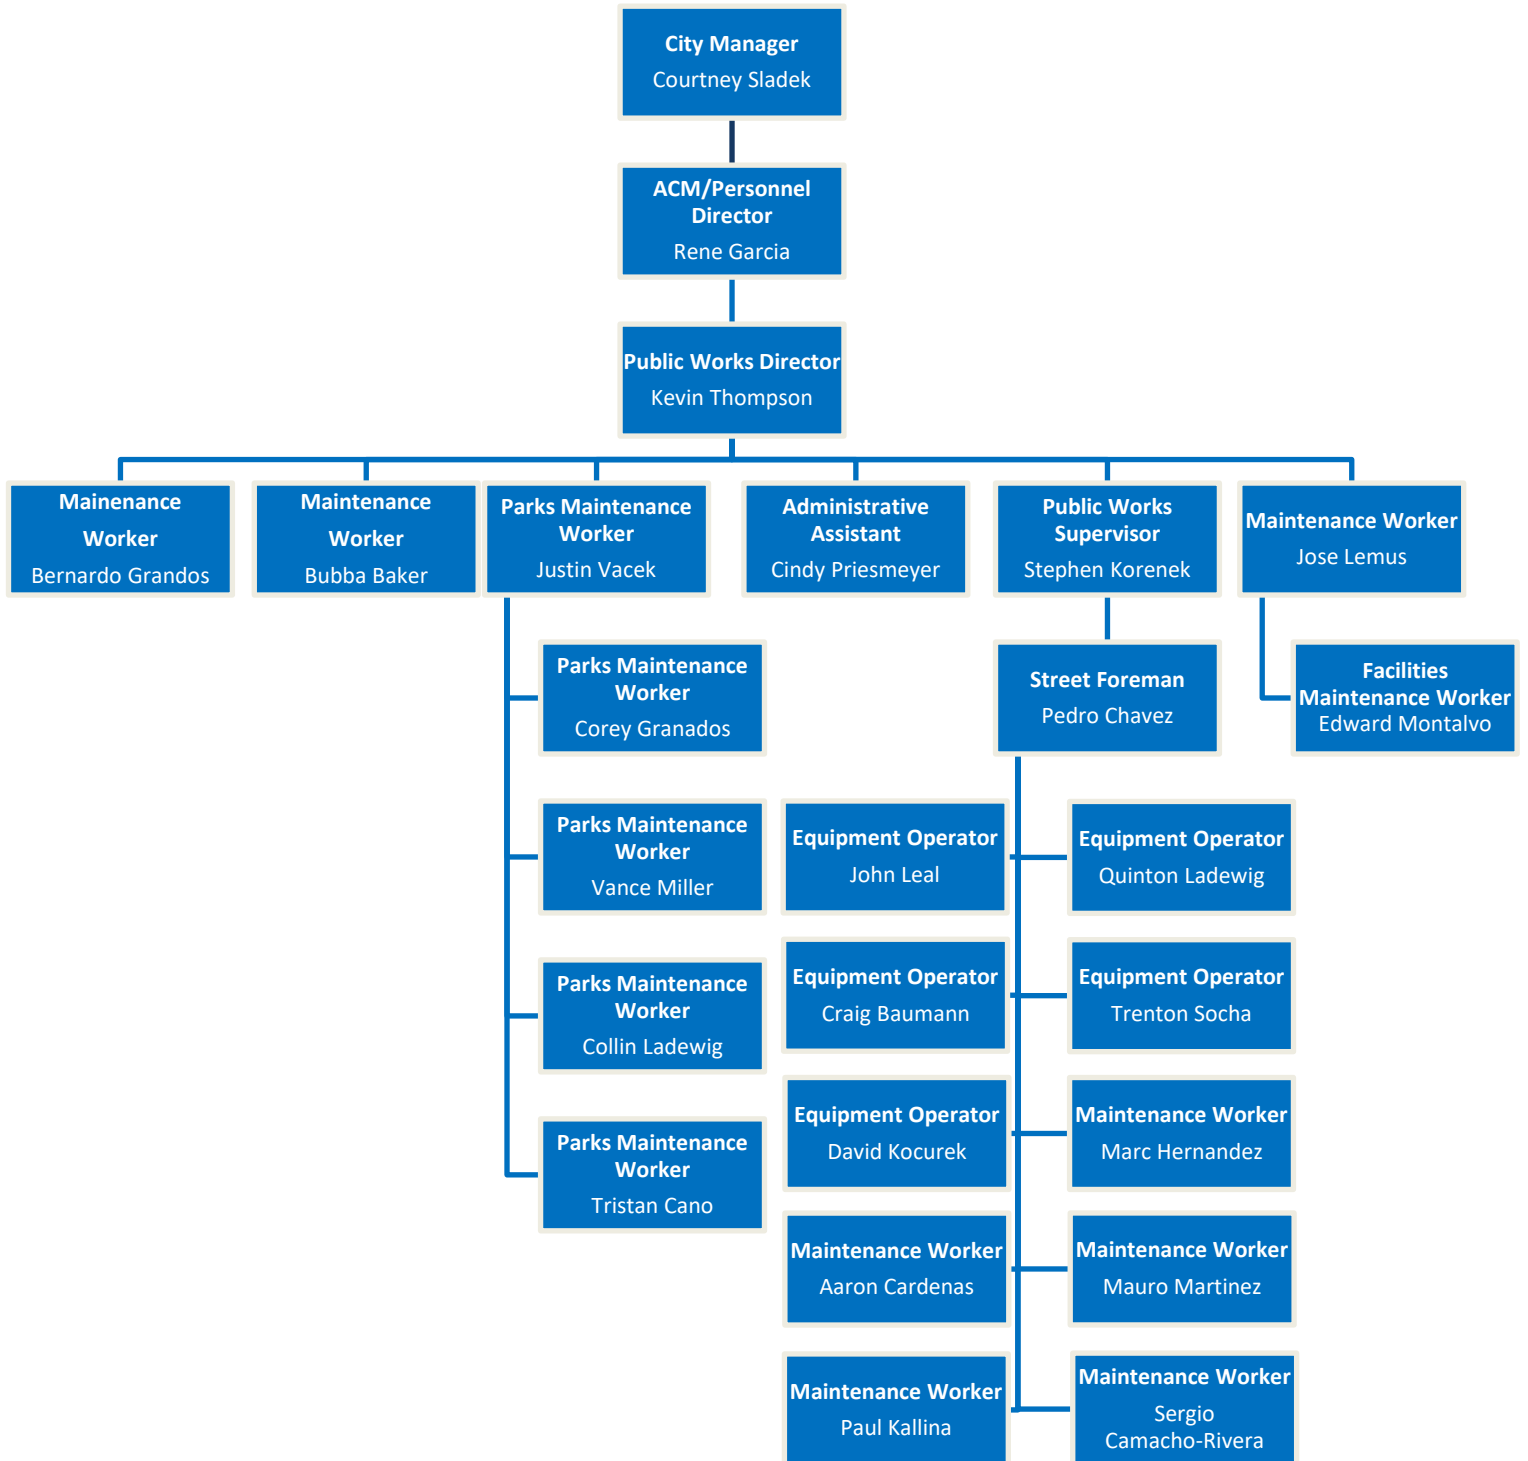 City Manager
Courtney Sladek
ACM/Personnel
Director
Rene Garcia
Public Works Director
Kevin Thompson
Mainenance
Worker
Bernardo Grandos
Maintenance
Worker
Bubba Baker
Parks Maintenance
Worker
Justin Vacek
Administrative
Assistant
Cindy Priesmeyer
Public Works
Supervisor
Stephen Korenek
Maintenance Worker
Jose Lemus
Parks Maintenance
Worker
Corey Granados
Street Foreman
Pedro Chavez
Facilities
Maintenance Worker
Edward Montalvo
Parks Maintenance
Worker
Vance Miller
Equipment Operator
John Leal
Equipment Operator
Quinton Ladewig
Parks Maintenance
Worker
Collin Ladewig
Equipment Operator
Craig Baumann
Equipment Operator
Trenton Socha
Parks Maintenance
Worker
Tristan Cano
Equipment Operator
David Kocurek
Maintenance Worker
Marc Hernandez
Maintenance Worker
Aaron Cardenas
Maintenance Worker
Mauro Martinez
Maintenance Worker
Paul Kallina
Maintenance Worker
Sergio
Camacho-Rivera